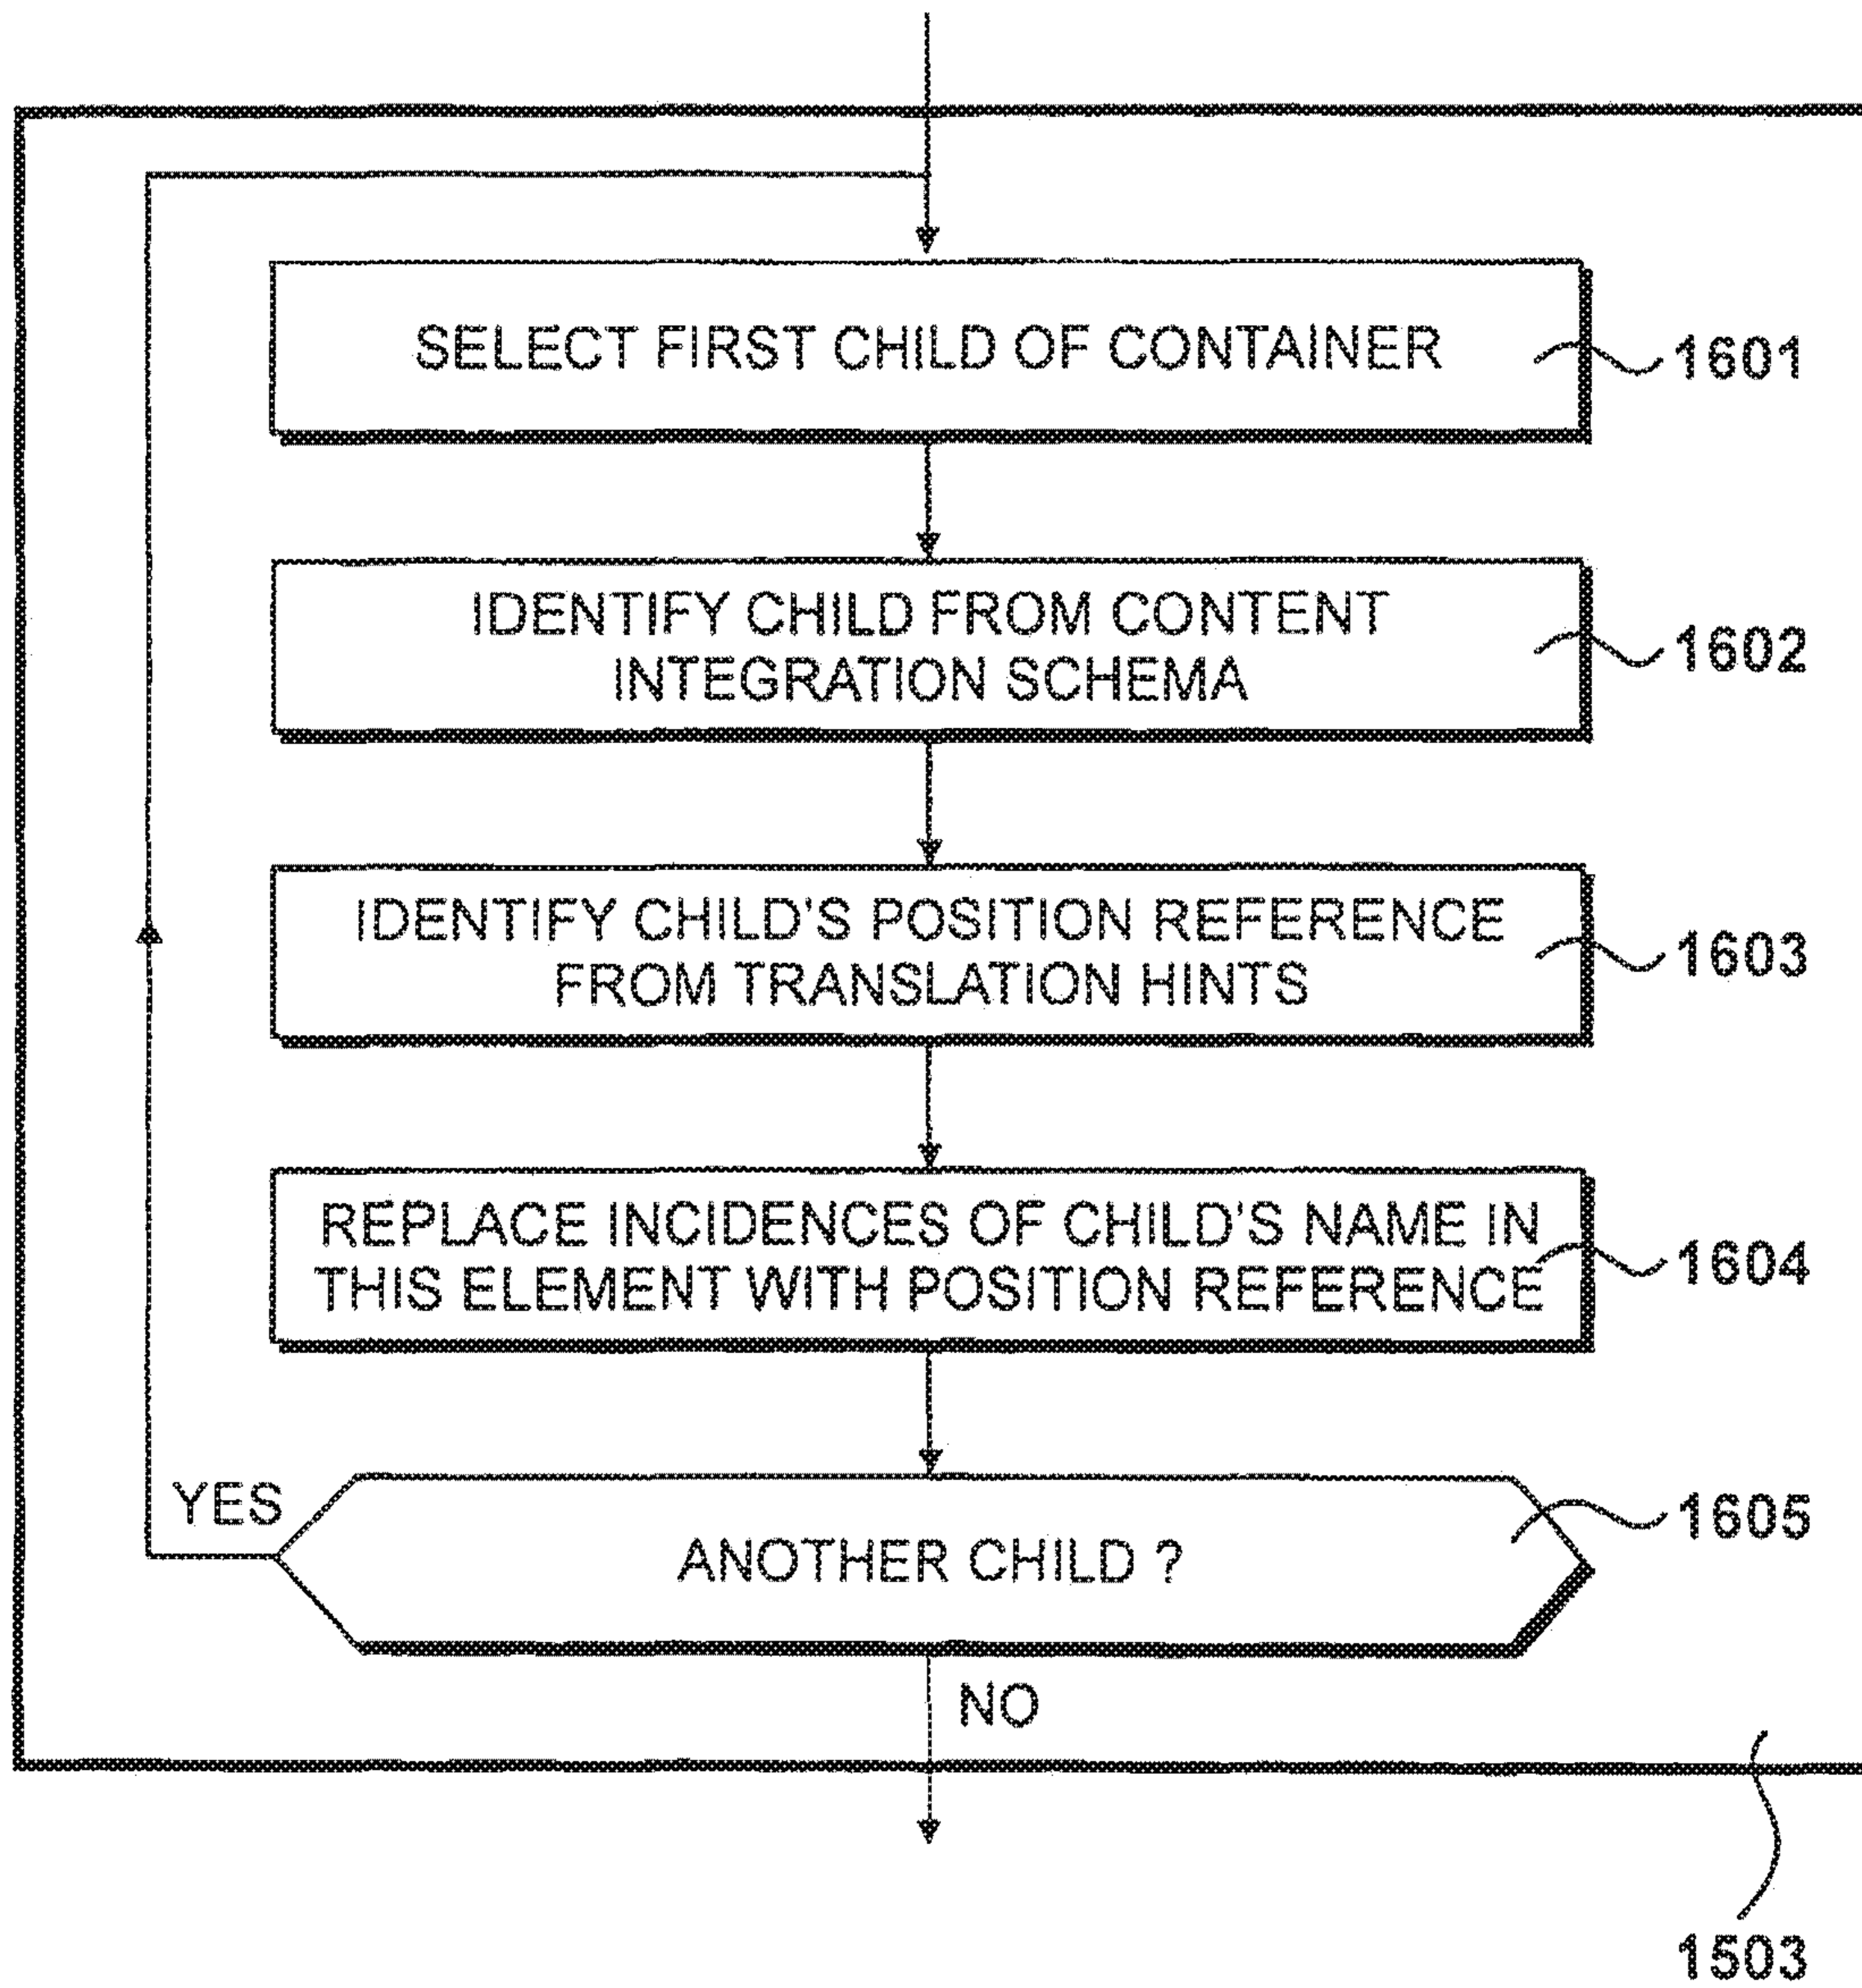 SELECT FIRST CHILD OF CONTAINER
1601
IDENTIFY CHILD FROM CONTENT
INTEGRATION SCHEMA
1602
IDENTIFY CHILD'S POSITION REFERENCE
FROM TRANSLATION HINTS
1603
REPLACE INCIDENCES OF CHILD'S NAME IN
THIS ELEMENT WITH POSITION REFERENCE
1604
YES
ANOTHER CHILD ?
1605
NO
1503